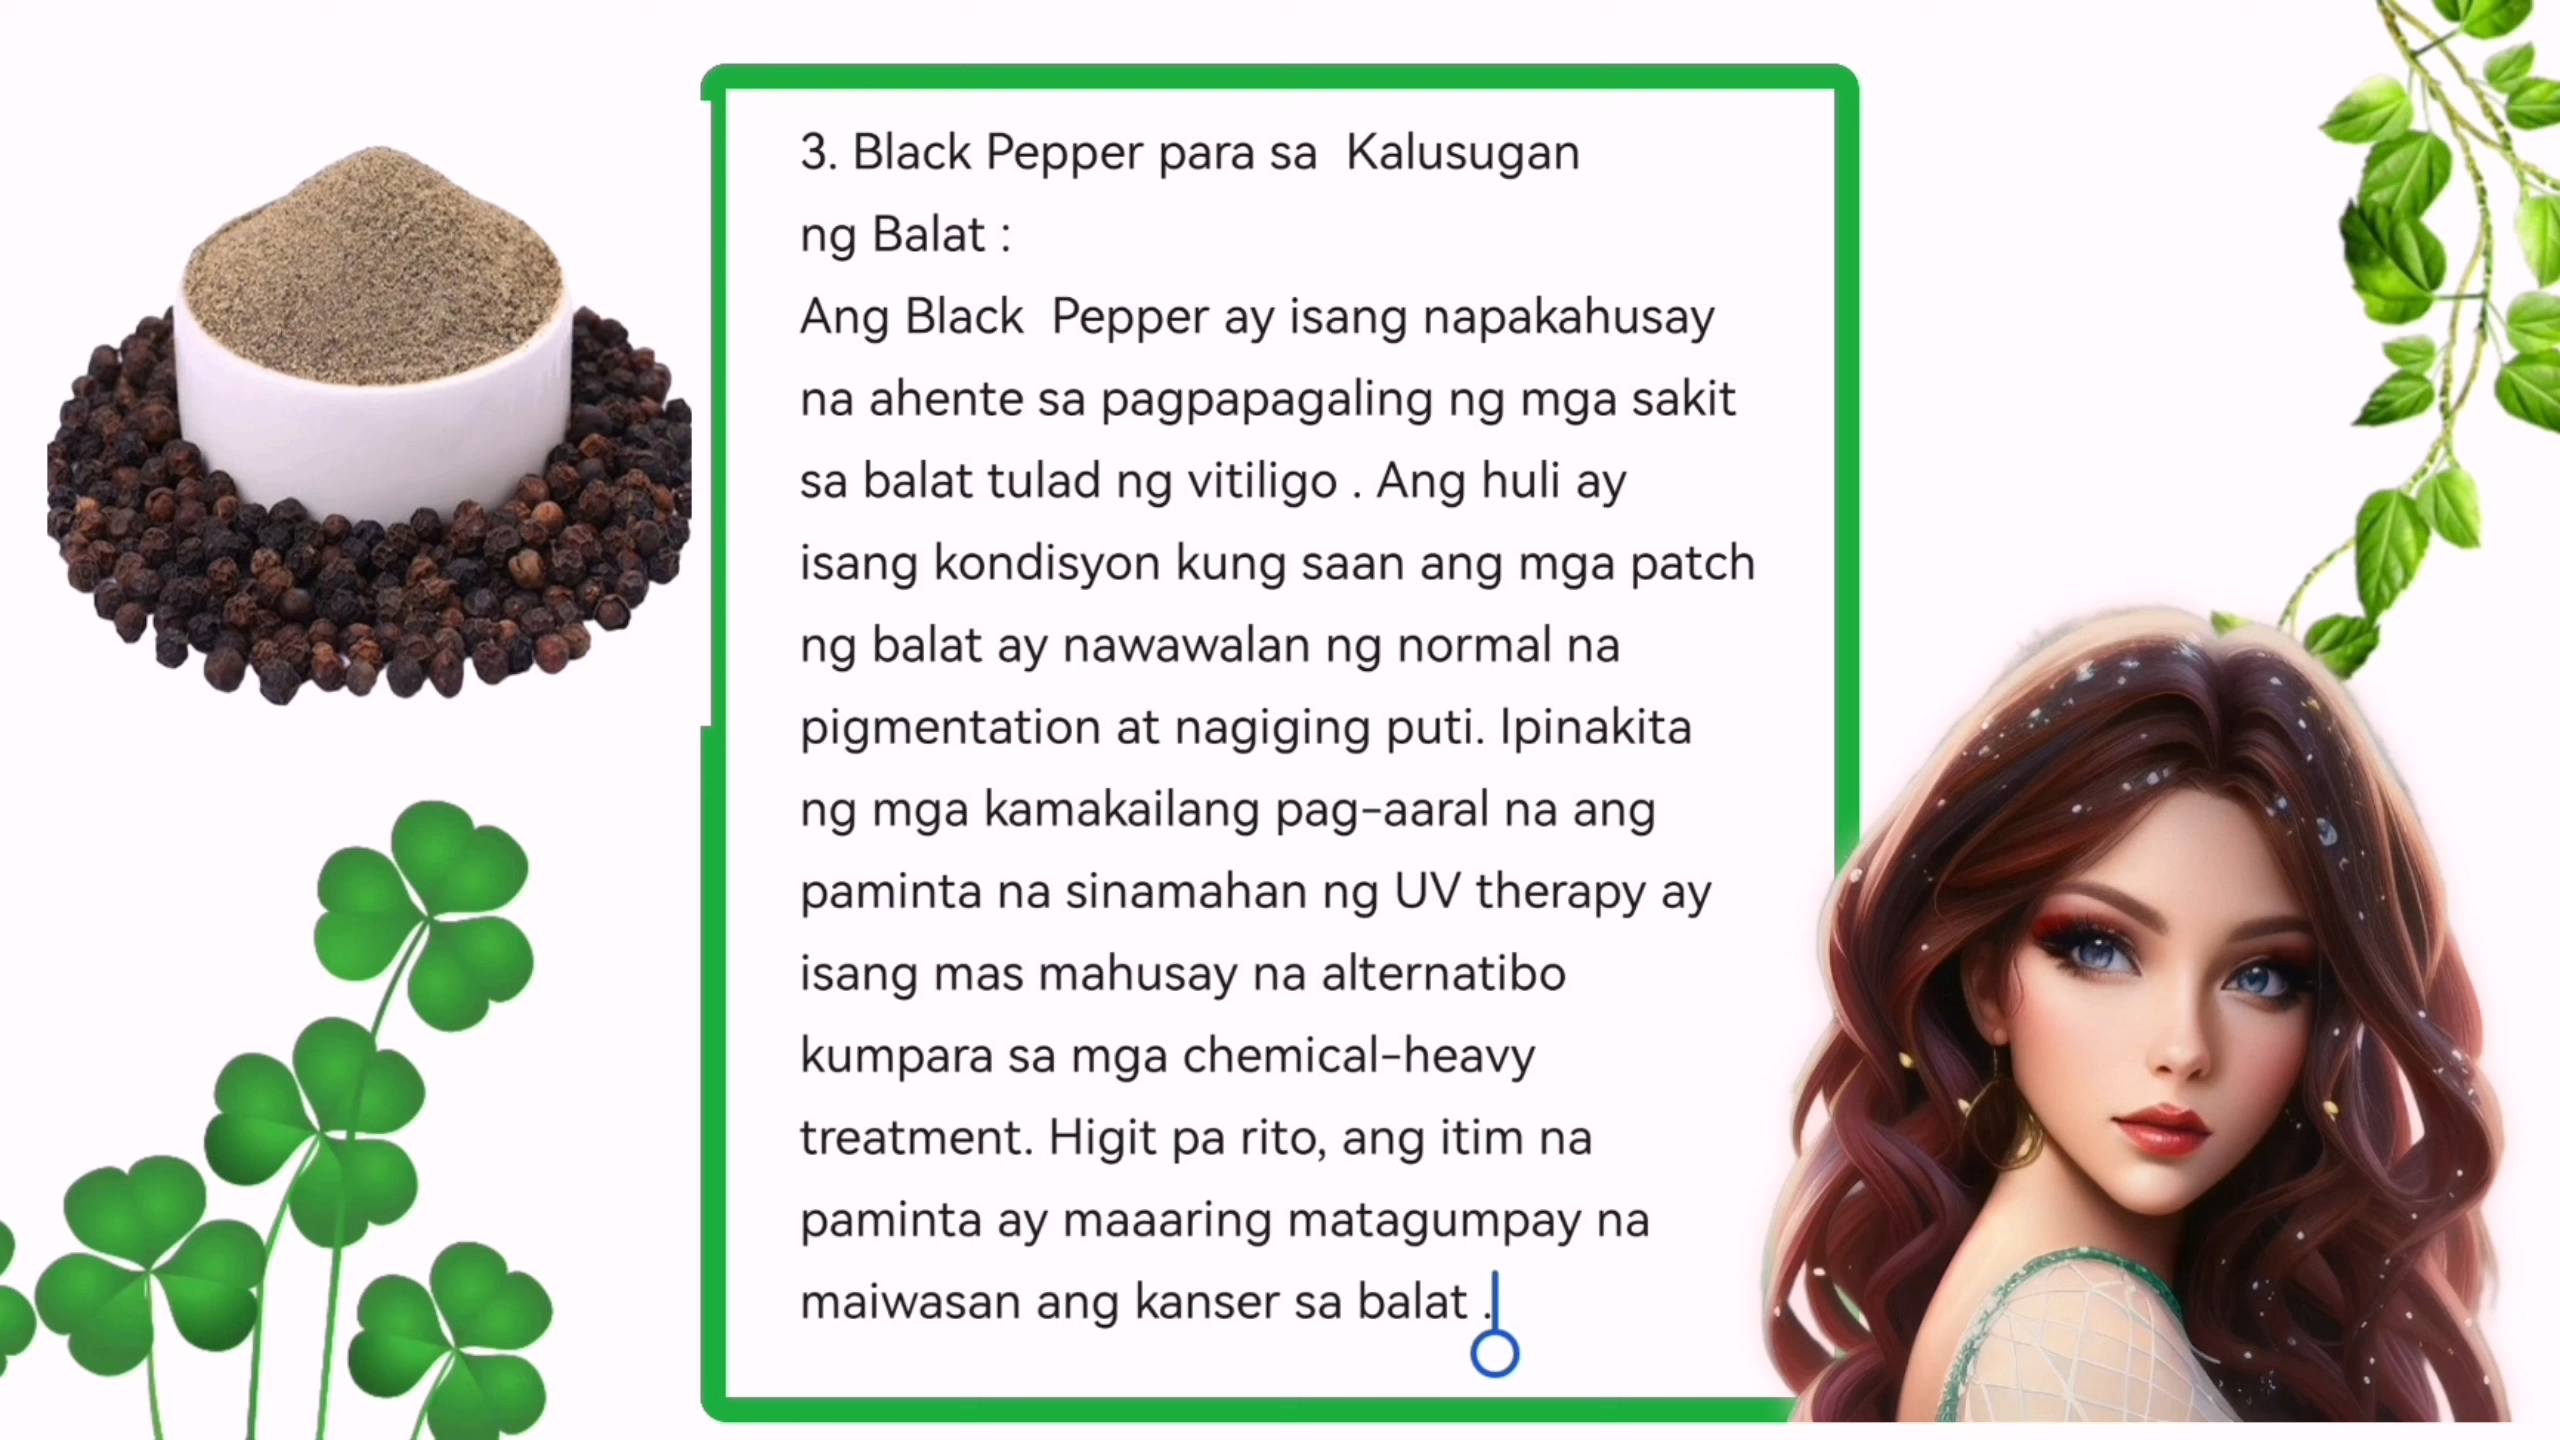 3. Black Pepper para sa  Kalusugan
ng Balat :
Ang Black  Pepper ay isang napakahusay
na ahente sa pagpapagaling ng mga sakit
sa balat tulad ng vitiligo . Ang huli ay
isang kondisyon kung saan ang mga patch
ng balat ay nawawalan ng normal na
pigmentation at nagiging puti. Ipinakita
ng mga kamakailang pag-aaral na ang
paminta na sinamahan ng UV therapy ay
isang mas mahusay na alternatibo
kumpara sa mga chemical-heavy
treatment. Higit pa rito, ang itim na
paminta ay maaaring matagumpay na
maiwasan ang kanser sa balat .